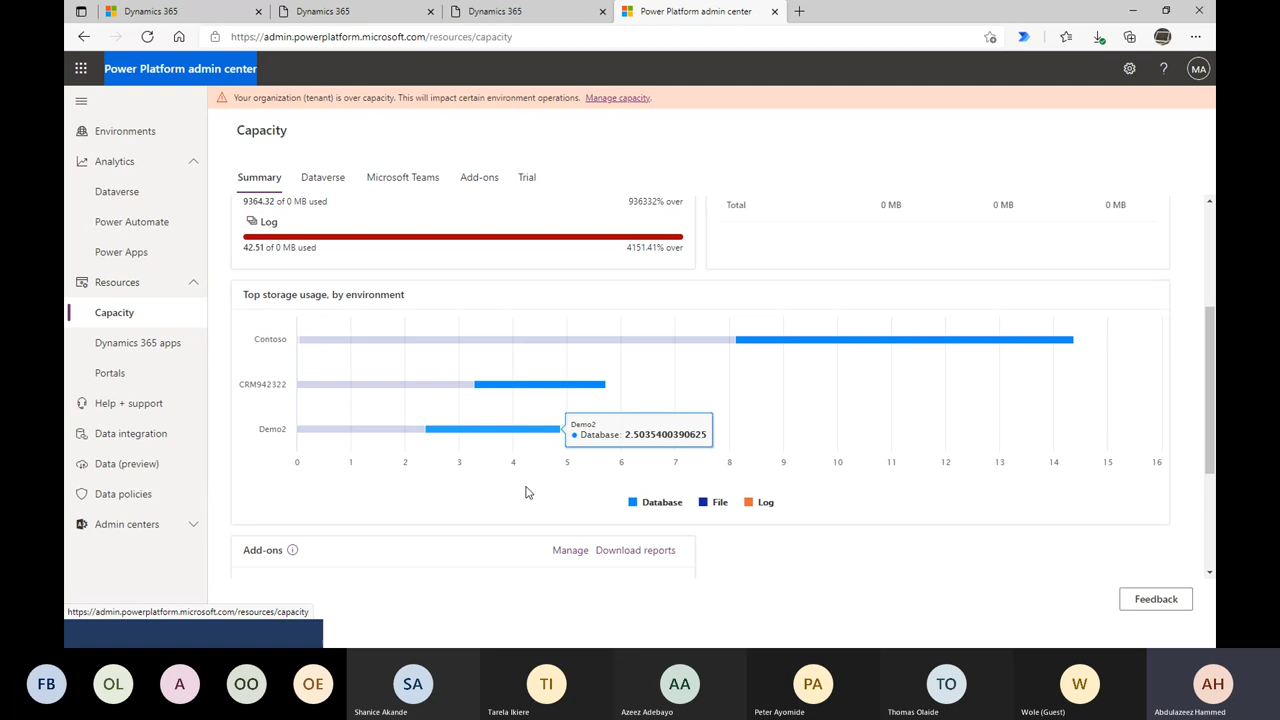 Dynamics 365
Dynamics 365
Dynamics 365
Power Platform admin center
https://admin.powerplatform.microsoft.com/resources/capacity
Power Platform admin center
MA
Your organization (tenant) is over capacity. This will impact certain environment operations. Manage capacity.
Environments
Analytics
Dataverse
Power Automate
Power Apps
Resources
Capacity
Dynamics 365 apps
Portals
Help + support
Data integration
Data (preview)
Data policies
Admin centers
Capacity
Summary
Dataverse
Microsoft Teams
Add-ons
Trial
9364.32 of 0 MB used
936332% over
Log
42.51 of 0 MB used
4151.41% over
Total
0 MB
0 MB
0 MB
Top storage usage, by environment
Contoso
CRM942322
Demo2
Demo2
Database: 2.5035400390625
0
1
2
3
4
5
6
7
8
9
10
11
12
13
14
15
16
Database
File
Log
Add-ons
Manage
Download reports
Feedback
https://admin.powerplatform.microsoft.com/resources/capacity
FB
OL
A
OO
OE
SA
Shanice Akande
TI
Tarela Ikiere
AA
Azeez Adebayo
PA
Peter Ayomide
TO
Thomas Olaide
W
Wole (Guest)
AH
Abdulazeez Hammed